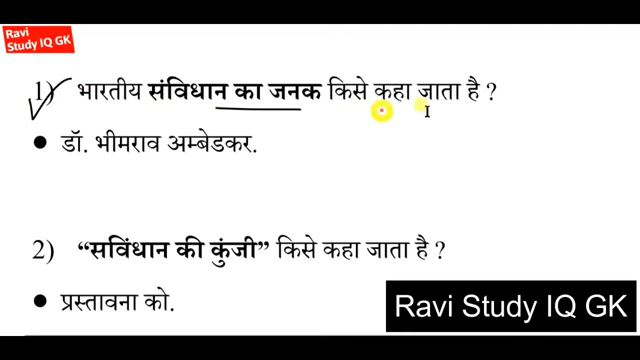 Ravi
Study IQ GK
1) भारतीय संविधान का जनक किसे कहा जाता है ?
● डॉ. भीमराव अम्बेडकर.
2) “सविंधान की कुंजी” किसे कहा जाता है ?
● प्रस्तावना को.
Ravi Study IQ GK